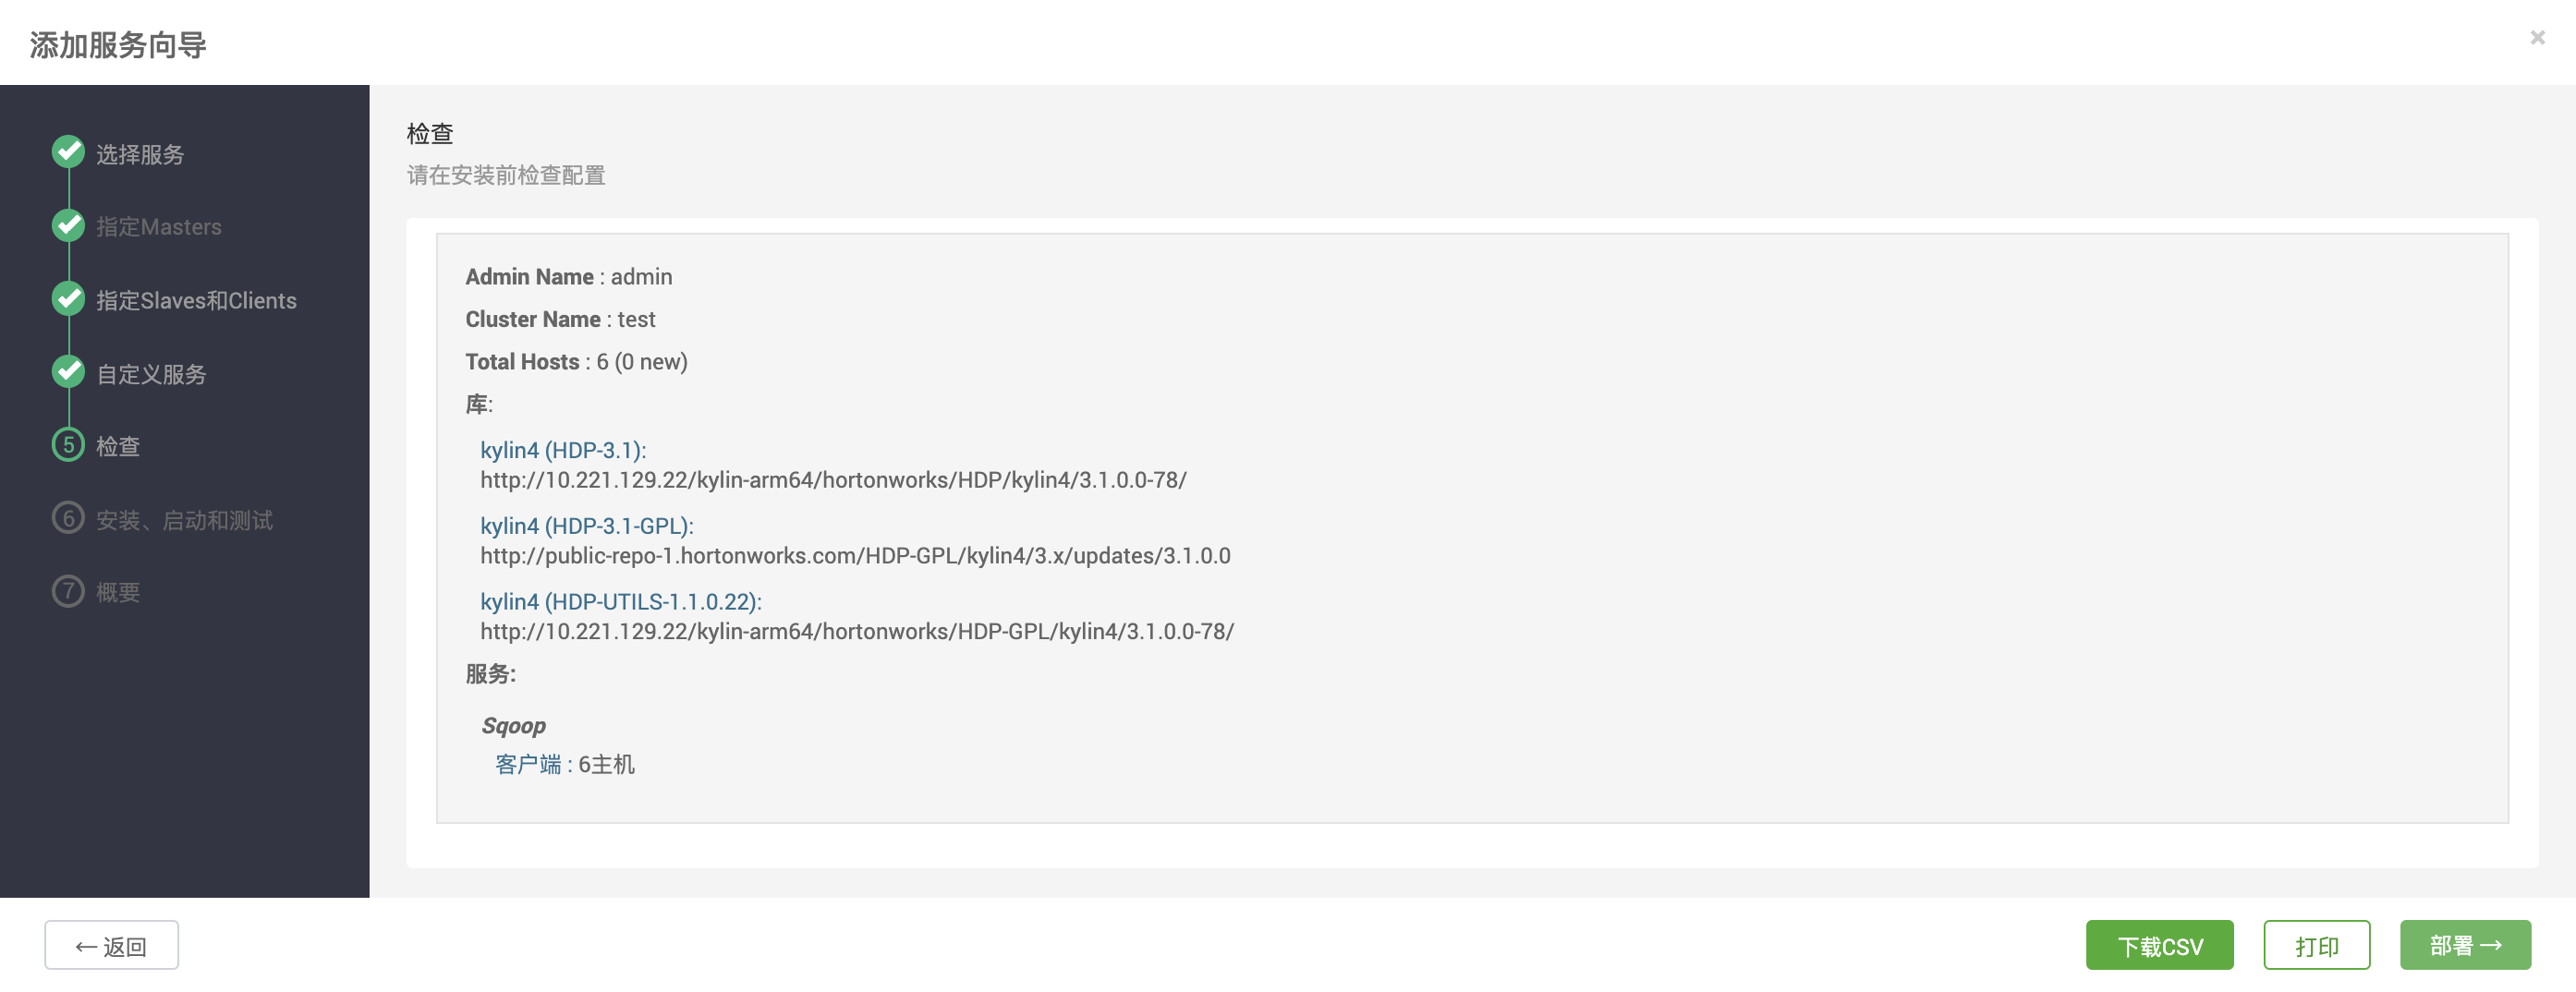 添加服务向导
×
选择服务
指定Masters
指定Slaves和Clients
自定义服务
5 检查
6 安装、启动和测试
7 概要
检查
请在安装前检查配置
Admin Name : admin
Cluster Name : test
Total Hosts : 6 (0 new)
库:
kylin4 (HDP-3.1):
http://10.221.129.22/kylin-arm64/hortonworks/HDP/kylin4/3.1.0.0-78/
kylin4 (HDP-3.1-GPL):
http://public-repo-1.hortonworks.com/HDP-GPL/kylin4/3.x/updates/3.1.0.0
kylin4 (HDP-UTILS-1.1.0.22):
http://10.221.129.22/kylin-arm64/hortonworks/HDP-GPL/kylin4/3.1.0.0-78/
服务:
Sqoop
客户端 : 6主机
← 返回
下载CSV
打印
部署 →